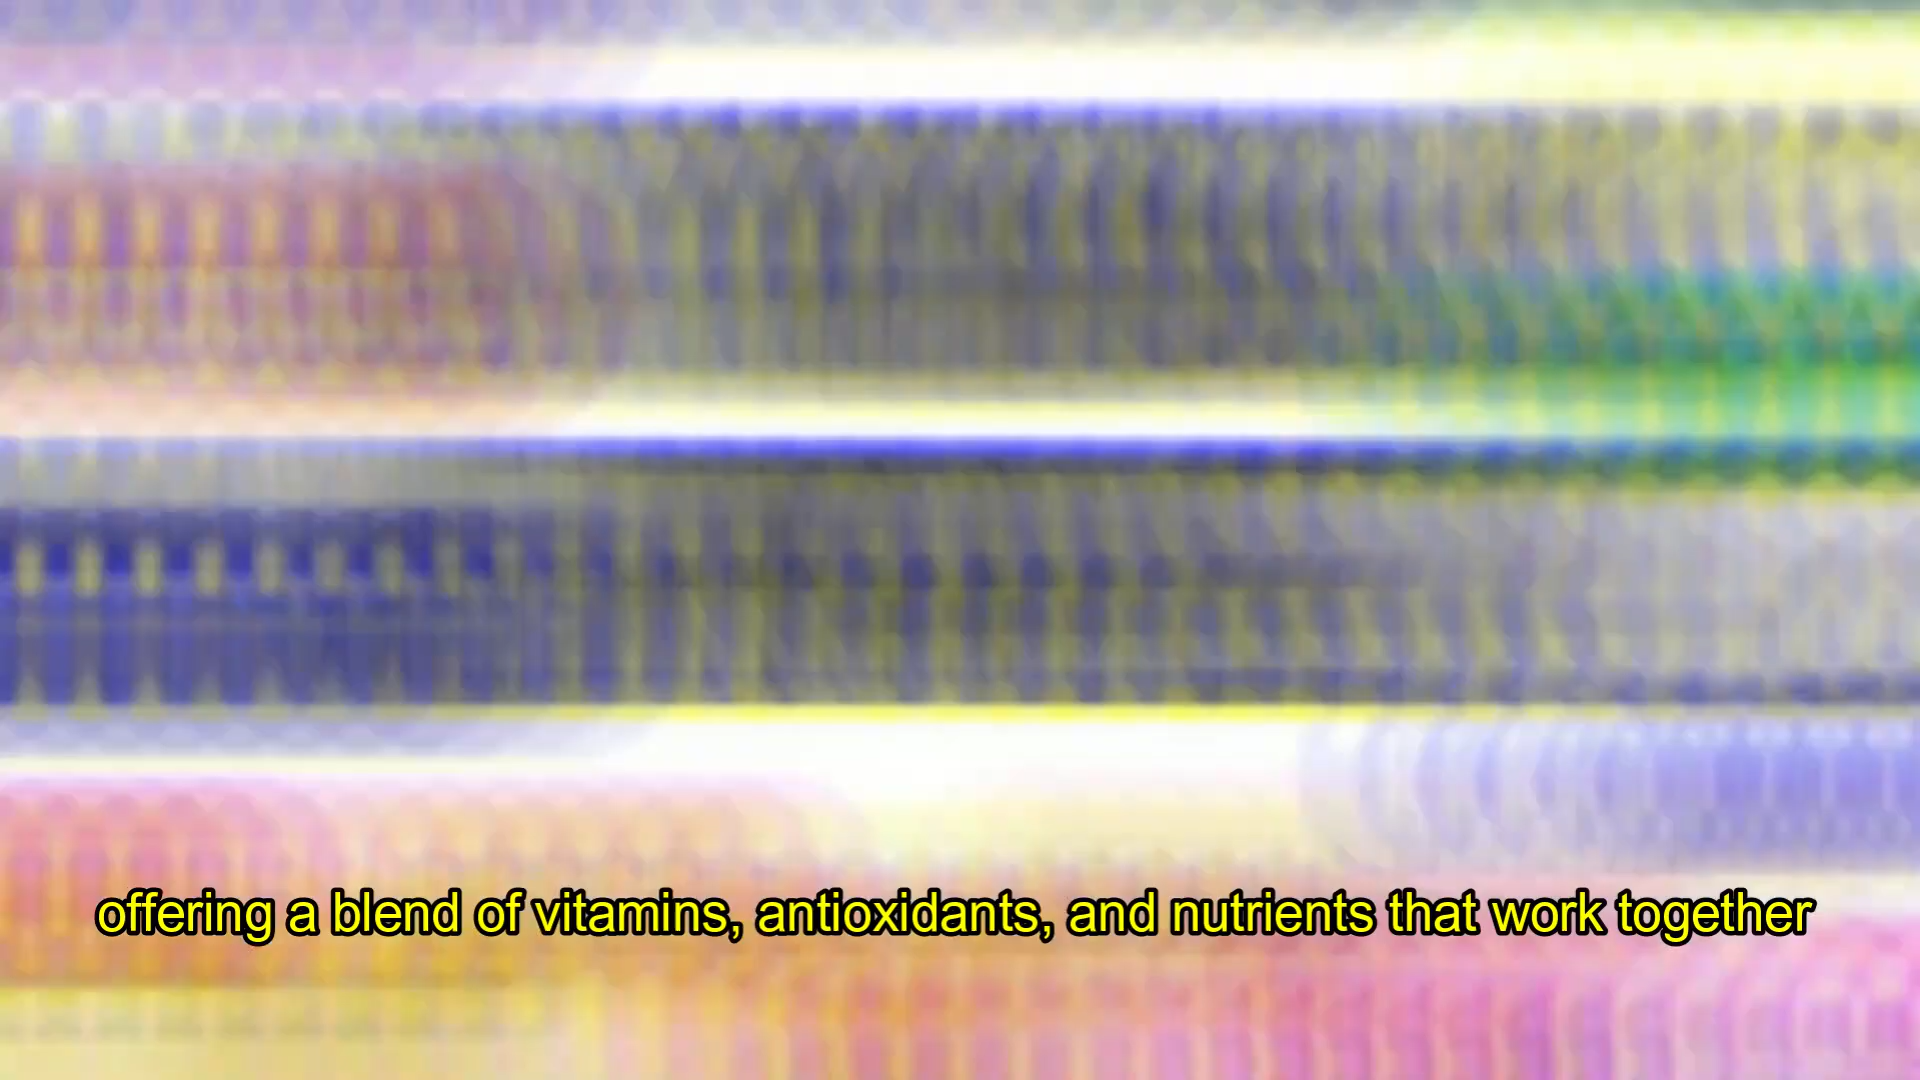 offering a blend of vitamins, antioxidants, and nutrients that work together